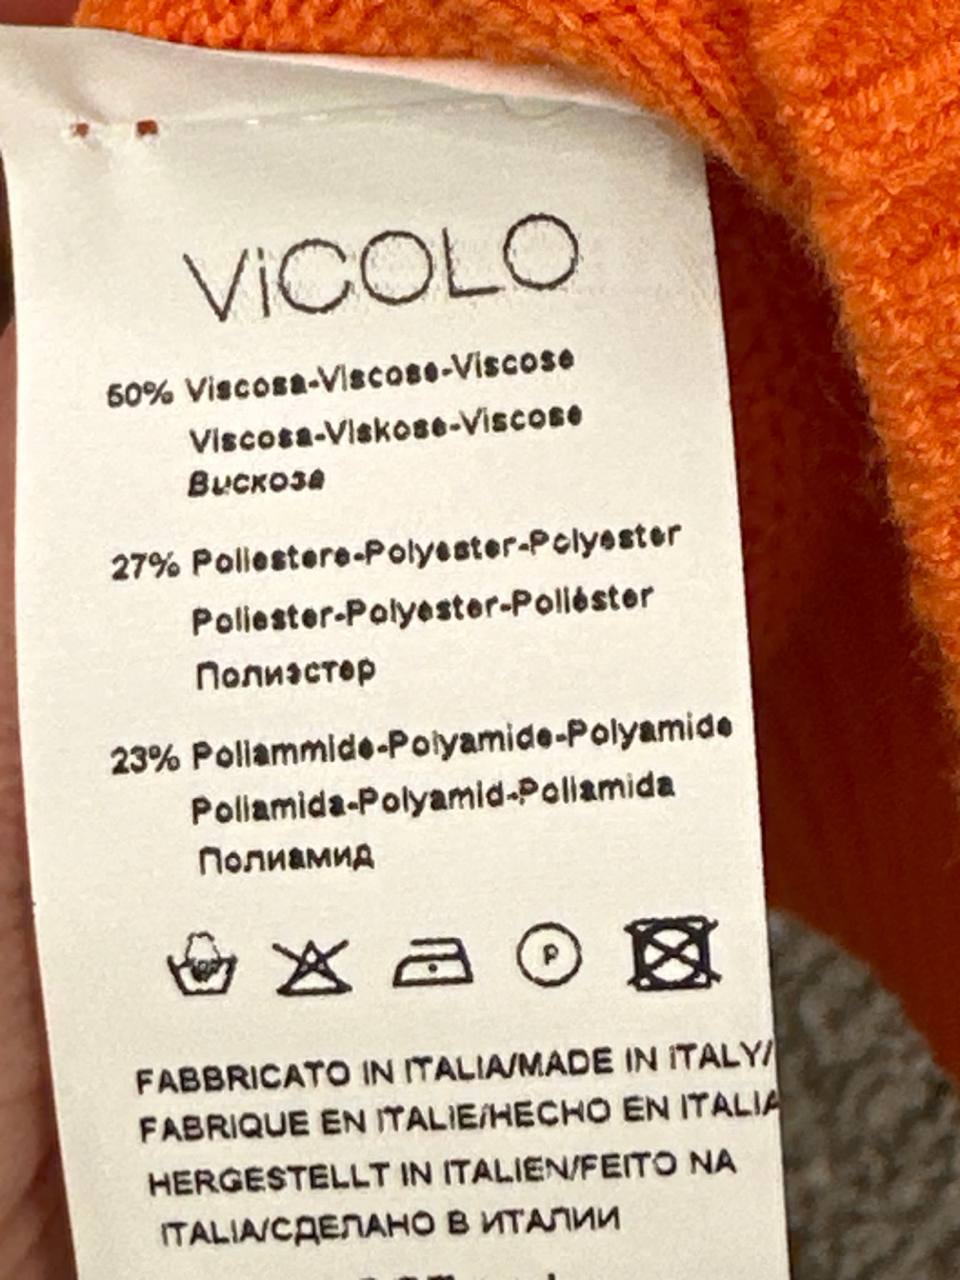 ViCOLO
50% Viscosa-Viscose-Viscose
Viscosa-Viskose-Viscose
Вискоза
27% Poliestere-Polyester-Polyester
Poliester-Polyester-Poliéster
Полиэстер
23% Poliammide-Polyamide-Polyamide
Poliamida-Polyamid-Poliamida
Полиамид
P
FABBRICATO IN ITALIA/MADE IN ITALY/
FABRIQUE EN ITALIE/HECHO EN ITALIA
HERGESTELLT IN ITALIEN/FEITO NA
ITALIA/СДЕЛАНО В ИТАЛИИ